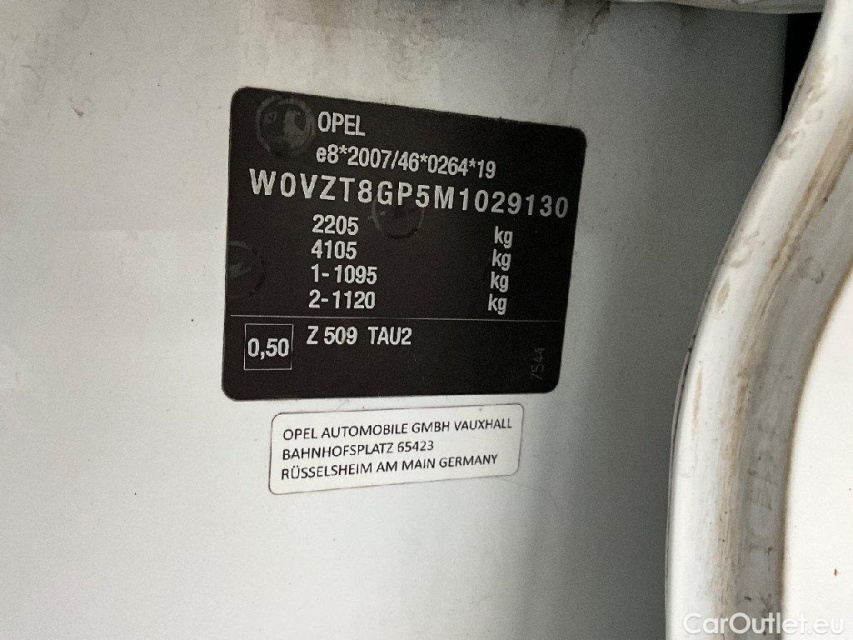 OPEL
e8*2007/46*0264*19
W0VZT8GP5M1029130
2205 kg
4105 kg
1-1095 kg
2-1120 kg
0,50 Z 509 TAU2
7544
OPEL AUTOMOBILE GMBH VAUXHALL
BAHNHOFSPLATZ 65423
RÜSSELSHEIM AM MAIN GERMANY
CarOutlet.eu